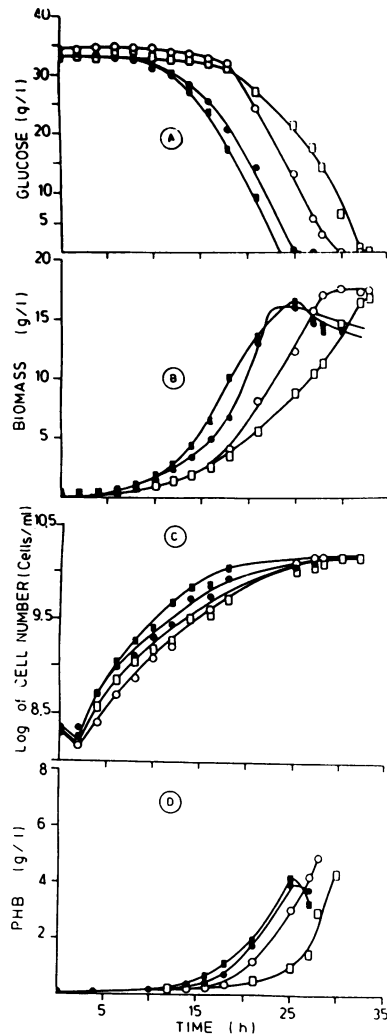 40
30
20
10
5
0
GLUCOSE (g/l)
A
20
15
10
5
BIOMASS (g/l)
B
10.5
9.5
8.5
Log of CELL NUMBER (Cells/ml)
C
8
6
4
2
PHB (g/l)
D
5 15 25 35
TIME (h)